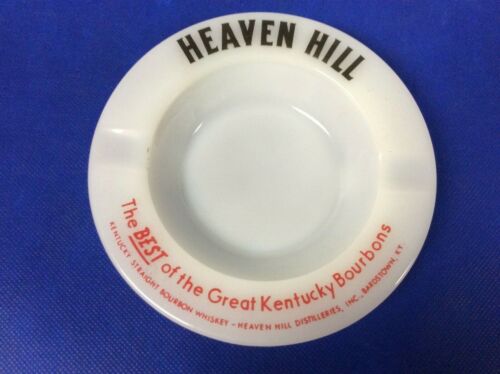 HEAVEN HILL
The BEST of the Great Kentucky Bourbons
KENTUCKY STRAIGHT BOURBON WHISKEY - HEAVEN HILL DISTILLERIES, INC., BARDSTOWN, KY.